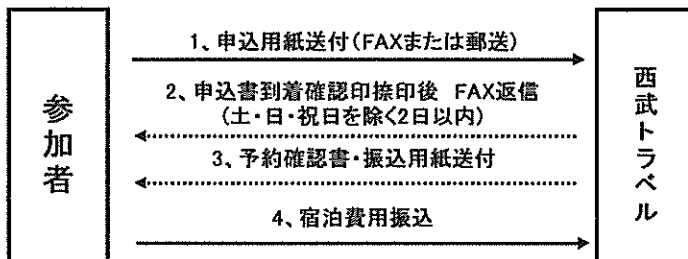 参加者
1、申込用紙送付(FAXまたは郵送)
2、申込書到着確認印捺印後 FAX返信
(土・日・祝日を除く2日以内)
3、予約確認書・振込用紙送付
4、宿泊費用振込
西武トラベル